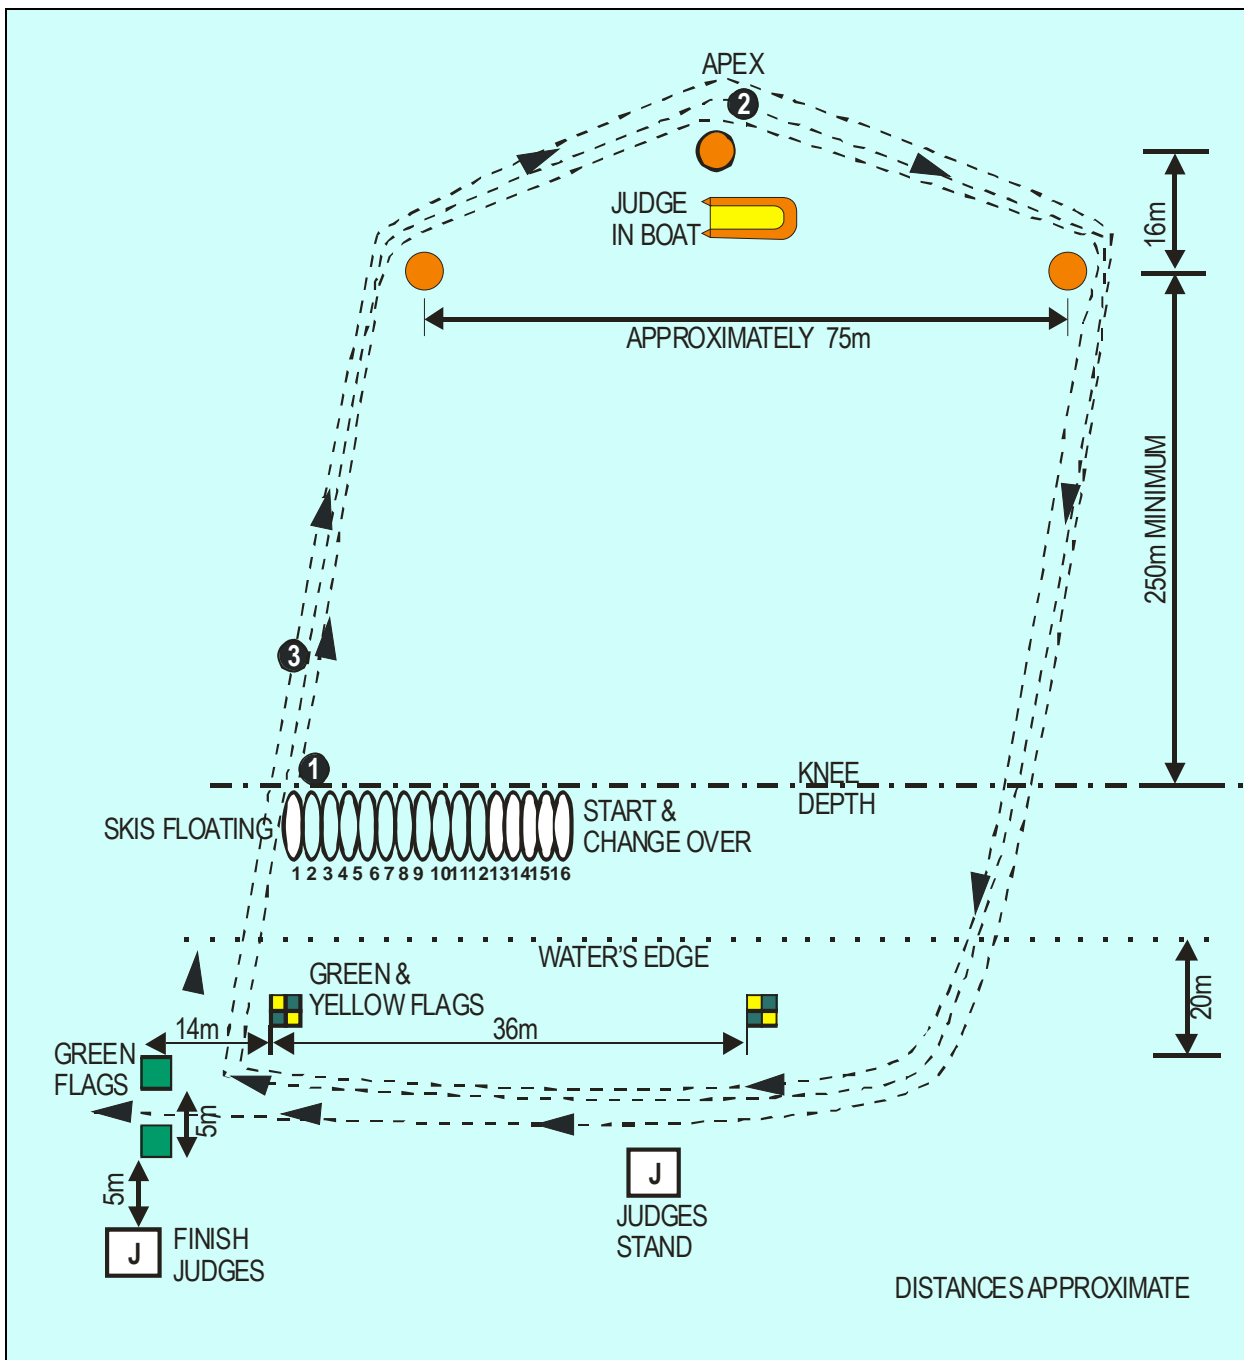 APEX
2
JUDGE
IN BOAT
16m
APPROXIMATELY 75m
250m MINIMUM
3
1
KNEE
DEPTH
SKIS FLOATING
START &
CHANGE OVER
1 2 3 4 5 6 7 8 9 10 11 12 13 14 15 16
WATER'S EDGE
GREEN &
YELLOW FLAGS
20m
14m
36m
GREEN
FLAGS
5m
5m
J
JUDGES
STAND
J
FINISH
JUDGES
DISTANCES APPROXIMATE